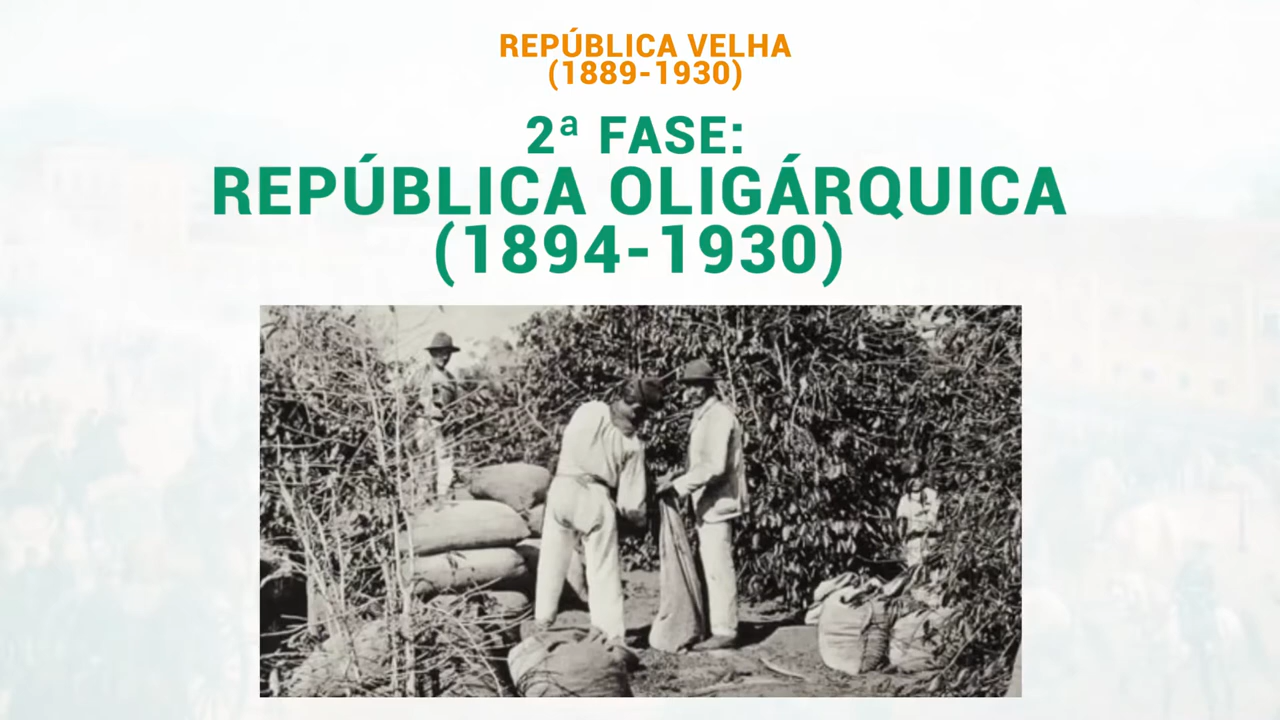 REPÚBLICA VELHA
(1889-1930)
2ª FASE:
REPÚBLICA OLIGÁRQUICA
(1894-1930)